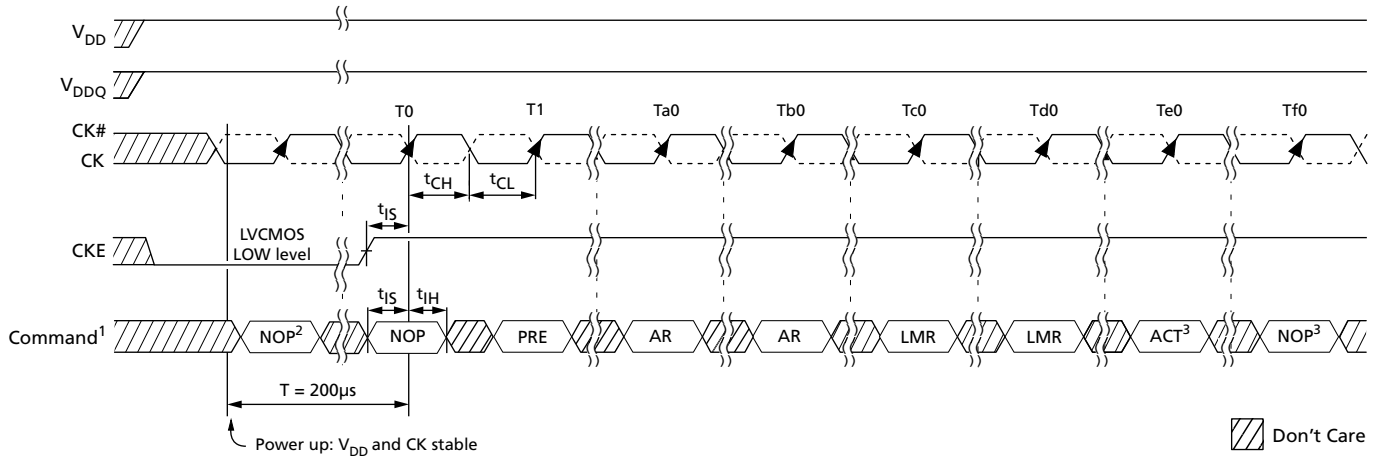 VDD
VDDQ
T0 T1 Ta0 Tb0 Tc0 Td0 Te0 Tf0
CK#
CK
tCH tCL
tIS
LVCMOS
LOW level
CKE
tIS tIH
Command¹ NOP² NOP PRE AR AR LMR LMR ACT³ NOP³
T = 200µs
Power up: VDD and CK stable
Don't Care